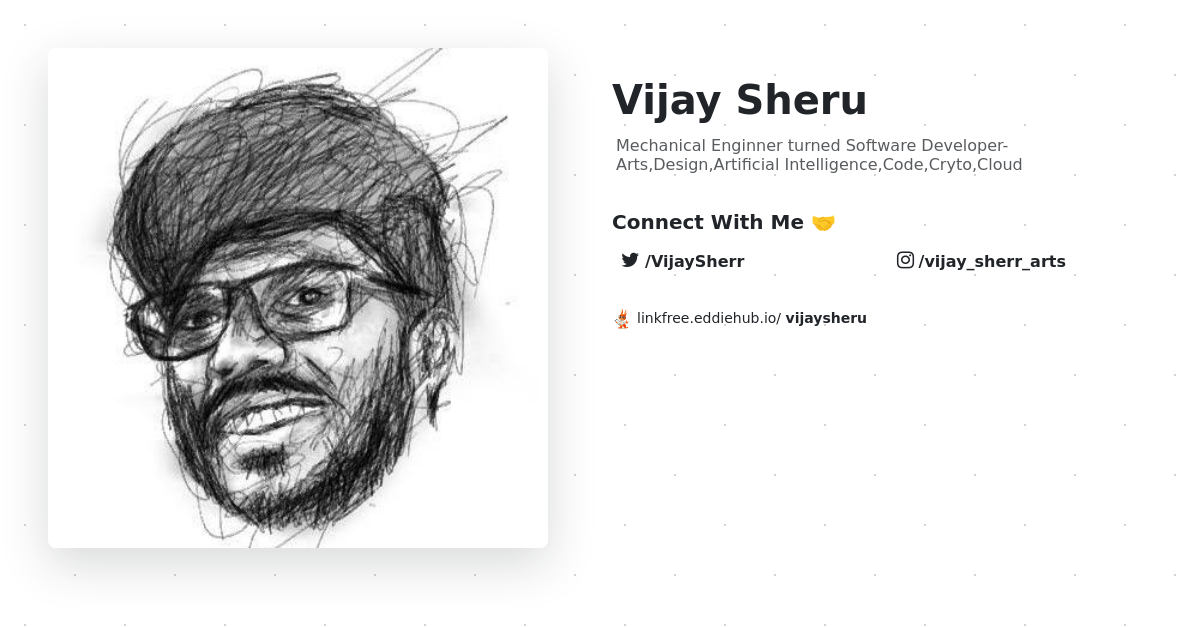 Vijay Sheru
Mechanical Enginner turned Software Developer-
Arts,Design,Artificial Intelligence,Code,Cryto,Cloud
Connect With Me 🤝
/VijaySherr
/vijay_sherr_arts
linkfree.eddiehub.io/ vijaysheru